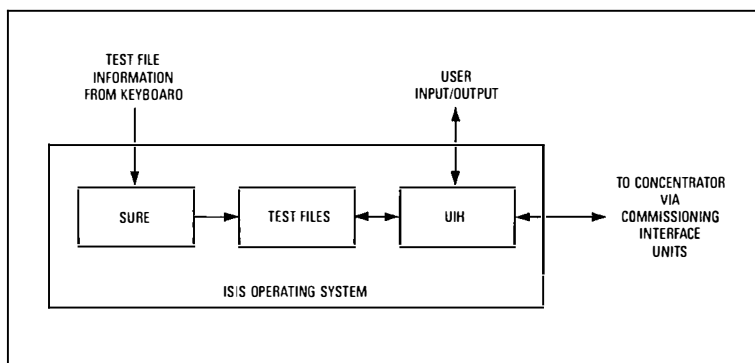 TEST FILE
INFORMATION
FROM KEYBOARD
USER
INPUT/OUTPUT
SURE
TEST FILES
UIH
TO CONCENTRATOR
VIA
COMMISSIONING
INTERFACE
UNITS
ISIS OPERATING SYSTEM